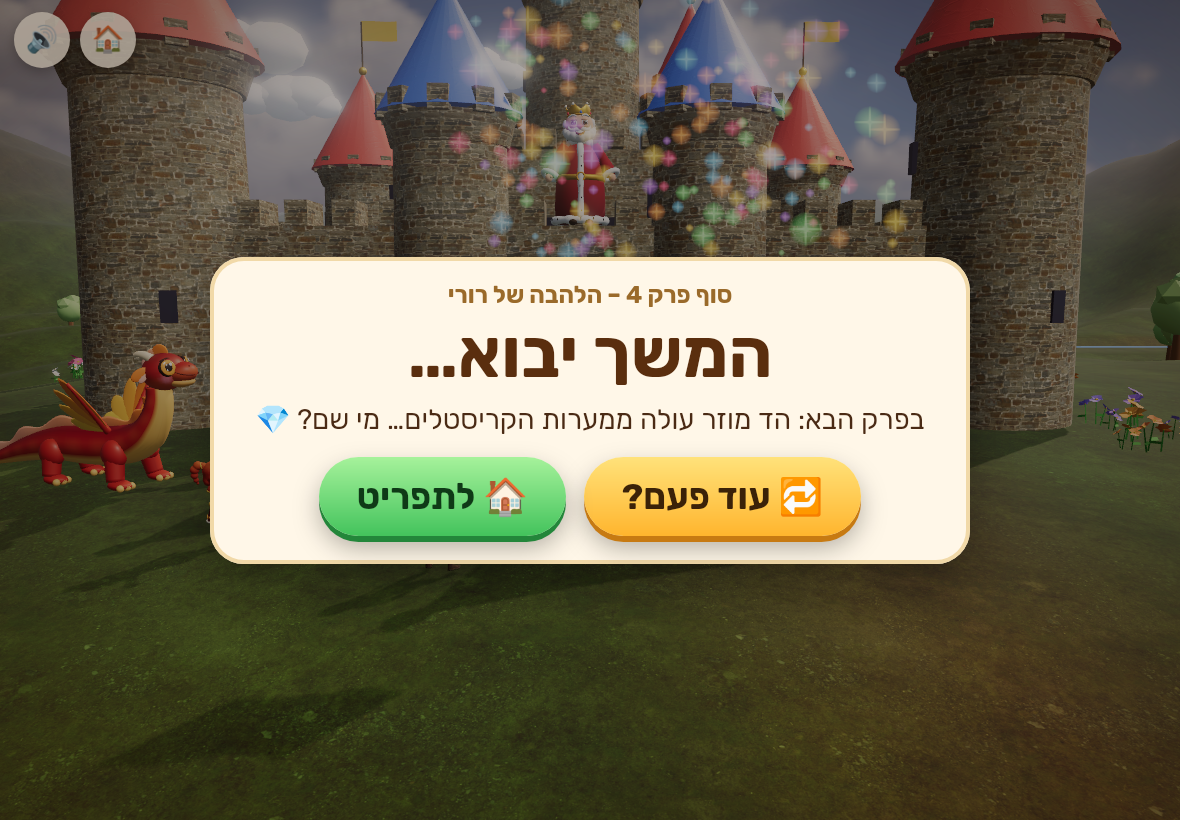 סוף פרק 4 – הלהבה של רורי
המשך יבוא...
בפרק הבא: הד מוזר עולה ממערות הקריסטלים... מי שם? 💎
🔁 עוד פעם?
🏠 לתפריט